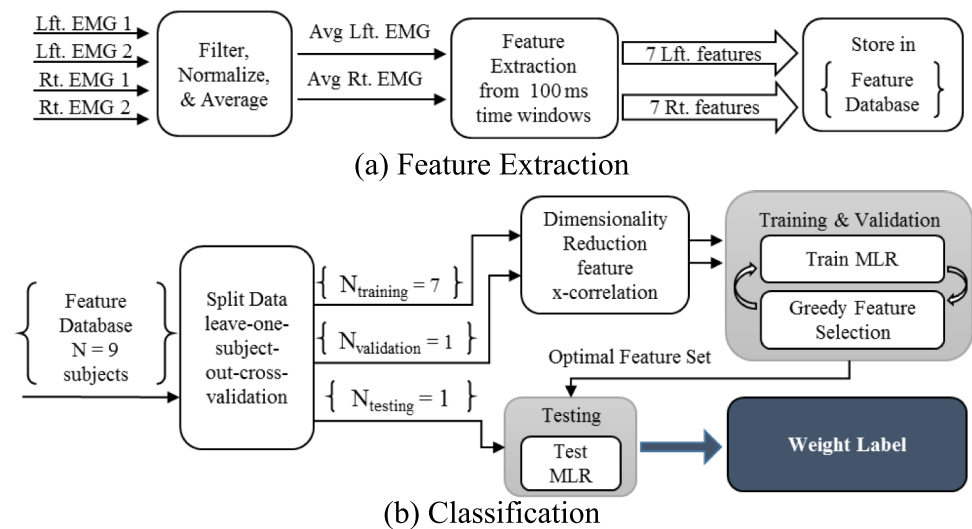 Lft. EMG 1
Lft. EMG 2
Rt. EMG 1
Rt. EMG 2
Filter,
Normalize,
& Average
Avg Lft. EMG
Avg Rt. EMG
Feature
Extraction
from 100 ms
time windows
7 Lft. features
7 Rt. features
Store in
{ Feature
Database }
(a) Feature Extraction
{ Feature
Database
N = 9
subjects }
Split Data
leave-one-
subject-
out-cross-
validation
{ Ntraining = 7 }
{ Nvalidation = 1 }
{ Ntesting = 1 }
Dimensionality
Reduction
feature
x-correlation
Training & Validation
Train MLR
Greedy Feature
Selection
Optimal Feature Set
Testing
Test
MLR
Weight Label
(b) Classification